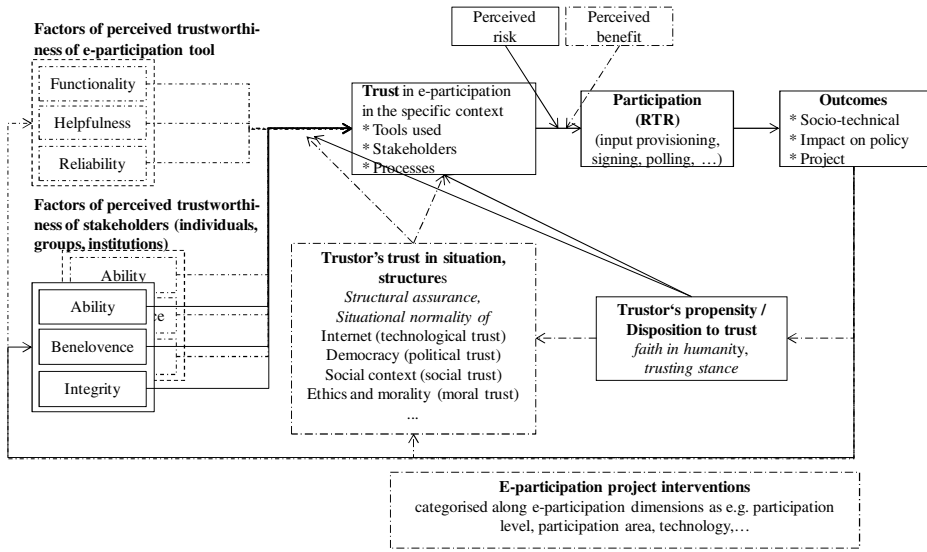 Perceived
risk
Perceived
benefit
Factors of perceived trustworthi-
ness of e-participation tool
Functionality
Helpfulness
Reliability
Trust in e-participation
in the specific context
* Tools used
* Stakeholders
* Processes
Participation
(RTR)
(input provisioning,
signing, polling, …)
Outcomes
* Socio-technical
* Impact on policy
* Project
Factors of perceived trustworthi-
ness of stakeholders (individuals,
groups, institutions)
Ability
ce
Ability
Benelovence
Integrity
Trustor's trust in situation,
structures
Structural assurance,
Situational normality of
Internet (technological trust)
Democracy (political trust)
Social context (social trust)
Ethics and morality (moral trust)
...
Trustor‘s propensity /
Disposition to trust
faith in humanity,
trusting stance
E-participation project interventions
categorised along e-participation dimensions as e.g. participation
level, participation area, technology,…